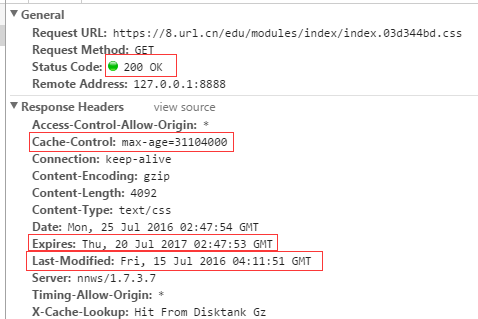 General
Request URL: https://8.url.cn/edu/modules/index/index.03d344bd.css
Request Method: GET
Status Code: 200 OK
Remote Address: 127.0.0.1:8888
Response Headers view source
Access-Control-Allow-Origin: *
Cache-Control: max-age=31104000
Connection: keep-alive
Content-Encoding: gzip
Content-Length: 4092
Content-Type: text/css
Date: Mon, 25 Jul 2016 02:47:54 GMT
Expires: Thu, 20 Jul 2017 02:47:53 GMT
Last-Modified: Fri, 15 Jul 2016 04:11:51 GMT
Server: nnws/1.7.3.7
Timing-Allow-Origin: *
X-Cache-Lookup: Hit From Disktank Gz